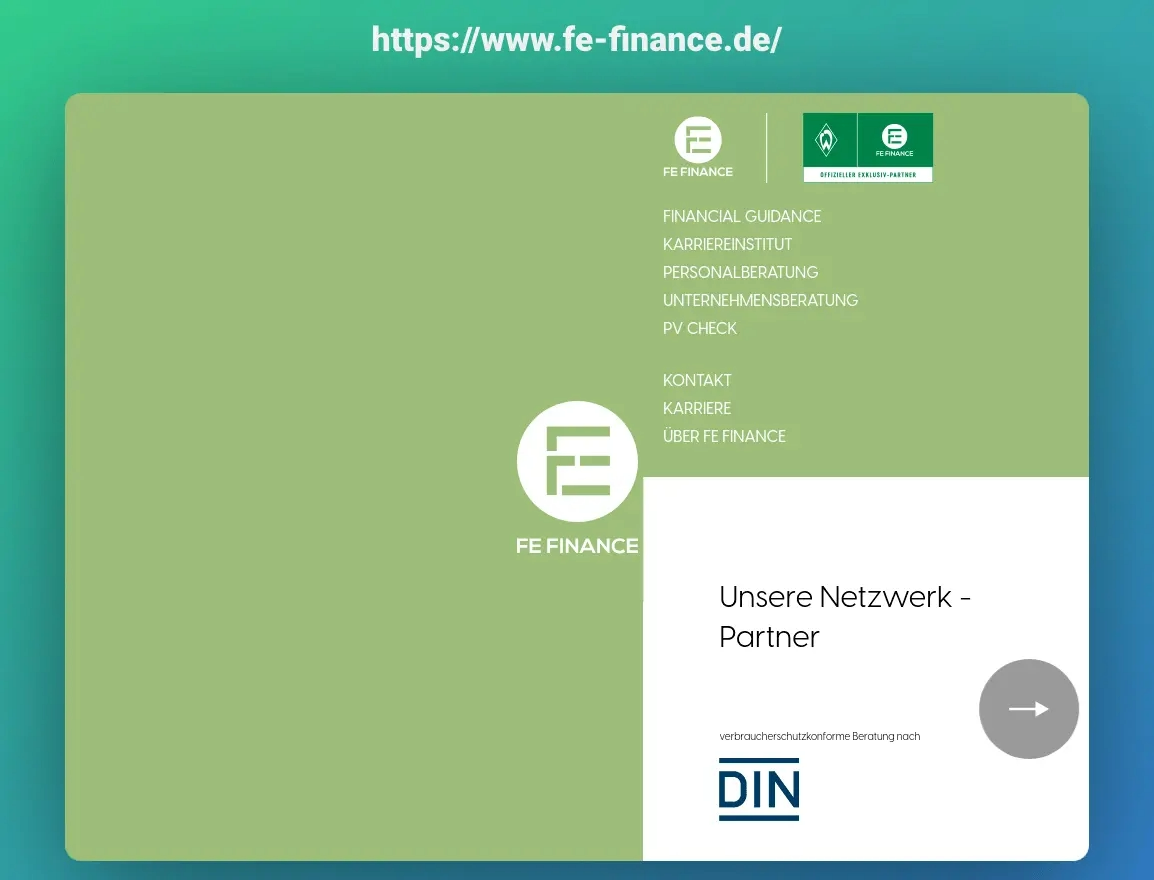 https://www.fe-finance.de/
FE FINANCE
FE FINANCE
OFFIZIELLER EXKLUSIV-PARTNER
FINANCIAL GUIDANCE
KARRIEREINSTITUT
PERSONALBERATUNG
UNTERNEHMENSBERATUNG
PV CHECK
KONTAKT
KARRIERE
ÜBER FE FINANCE
FE FINANCE
Unsere Netzwerk -
Partner
verbraucherschutzkonforme Beratung nach
DIN